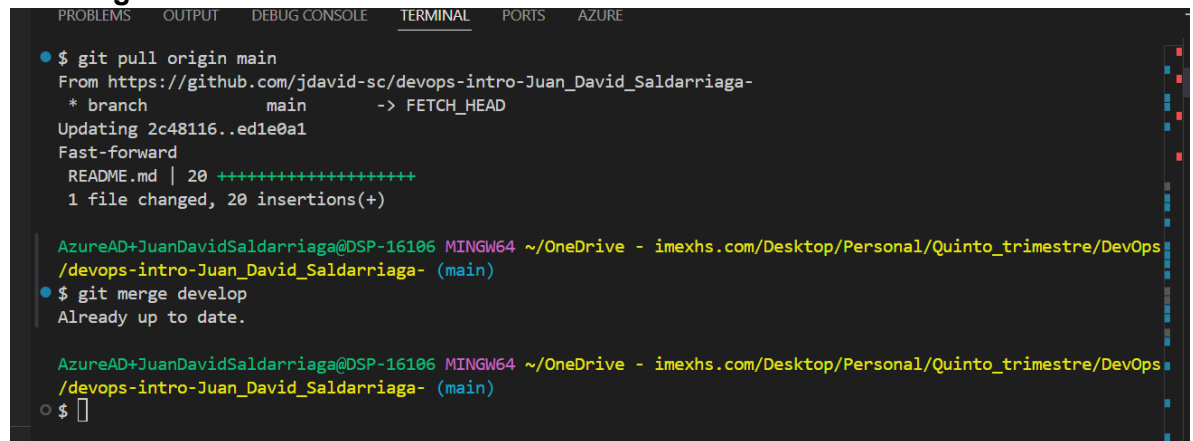 PROBLEMS OUTPUT DEBUG CONSOLE TERMINAL PORTS AZURE
$ git pull origin main
From https://github.com/jdavid-sc/devops-intro-Juan_David_Saldarriaga-
 * branch            main       -> FETCH_HEAD
Updating 2c48116..ed1e0a1
Fast-forward
 README.md | 20 ++++++++++++++++++++
 1 file changed, 20 insertions(+)
AzureAD+JuanDavidSaldarriaga@DSP-16106 MINGW64 ~/OneDrive - imexhs.com/Desktop/Personal/Quinto_trimestre/DevOps
/devops-intro-Juan_David_Saldarriaga- (main)
$ git merge develop
Already up to date.
AzureAD+JuanDavidSaldarriaga@DSP-16106 MINGW64 ~/OneDrive - imexhs.com/Desktop/Personal/Quinto_trimestre/DevOps
/devops-intro-Juan_David_Saldarriaga- (main)
$